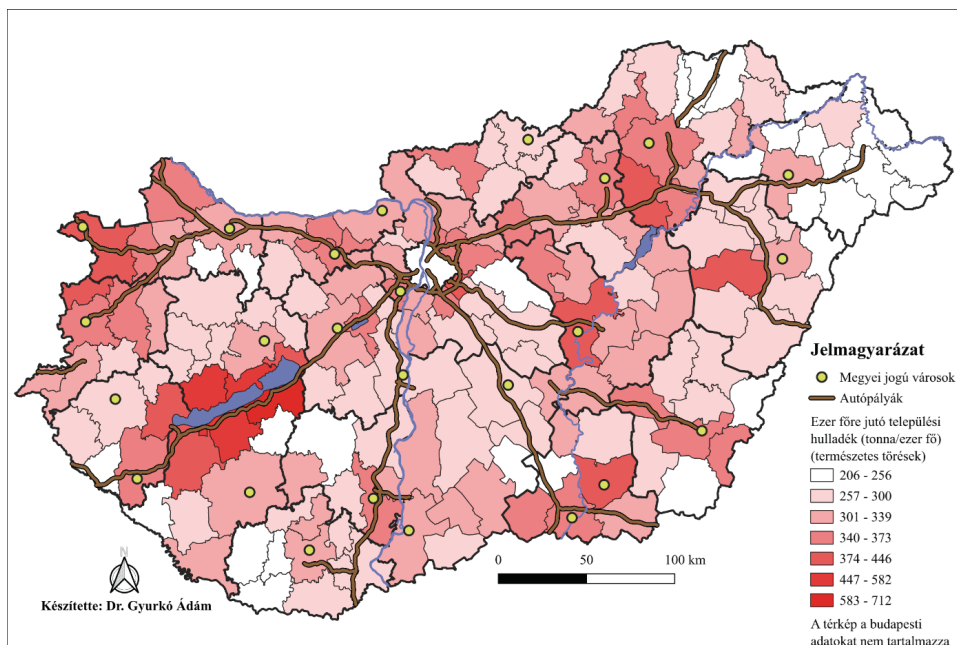 Jelmagyarázat
Megyei jogú városok
Autópályák
Ezer főre jutó települési
hulladék (tonna/ezer fő)
(természetes törések)
206 - 256
257 - 300
301 - 339
340 - 373
374 - 446
447 - 582
583 - 712
A térkép a budapesti
adatokat nem tartalmazza
N
0
50
100 km
Készítette: Dr. Gyurkó Ádám